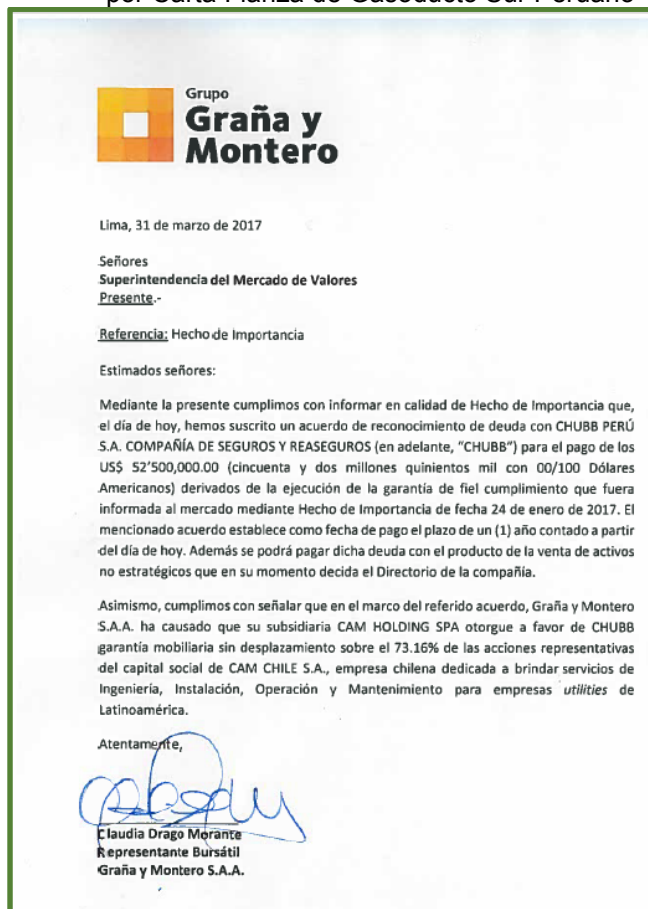 por Carta Fianza de Gasoducto Sur Peruano
Grupo
Graña y
Montero
Lima, 31 de marzo de 2017
Señores
Superintendencia del Mercado de Valores
Presente.-
Referencia: Hecho de Importancia
Estimados señores:
Mediante la presente cumplimos con informar en calidad de Hecho de Importancia que,
el día de hoy, hemos suscrito un acuerdo de reconocimiento de deuda con CHUBB PERÚ
S.A. COMPAÑÍA DE SEGUROS Y REASEGUROS (en adelante, "CHUBB") para el pago de los
US$ 52'500,000.00 (cincuenta y dos millones quinientos mil con 00/100 Dólares
Americanos) derivados de la ejecución de la garantía de fiel cumplimiento que fuera
informada al mercado mediante Hecho de Importancia de fecha 24 de enero de 2017. El
mencionado acuerdo establece como fecha de pago el plazo de un (1) año contado a partir
del día de hoy. Además se podrá pagar dicha deuda con el producto de la venta de activos
no estratégicos que en su momento decida el Directorio de la compañía.
Asimismo, cumplimos con señalar que en el marco del referido acuerdo, Graña y Montero
S.A.A. ha causado que su subsidiaria CAM HOLDING SPA otorgue a favor de CHUBB
garantía mobiliaria sin desplazamiento sobre el 73.16% de las acciones representativas
del capital social de CAM CHILE S.A., empresa chilena dedicada a brindar servicios de
Ingeniería, Instalación, Operación y Mantenimiento para empresas utilities de
Latinoamérica.
Atentamente,
Claudia Drago Morante
Representante Bursátil
Graña y Montero S.A.A.